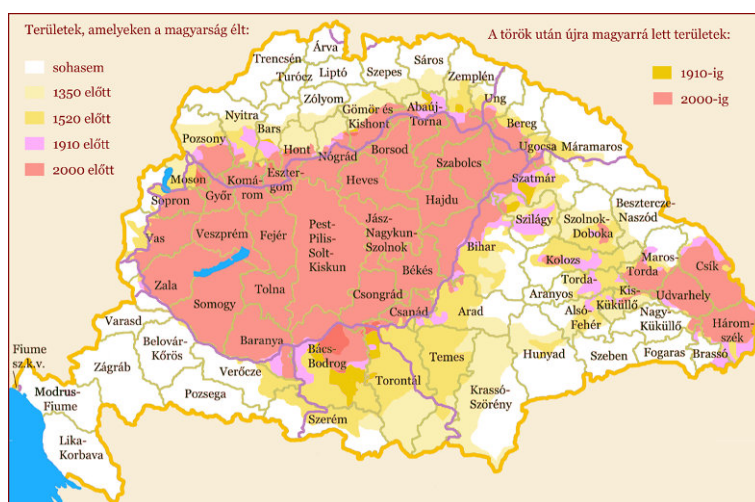 Területek, amelyeken a magyarság élt:
sohasem
1350 előtt
1520 előtt
1910 előtt
2000 előtt
A török után újra magyarrá lett területek:
1910-ig
2000-ig
Árva
Trencsén
Turócz
Liptó
Szepes
Sáros
Zemplén
Zólyom
Ung
Nyitra
Bars
Gömör és
Kishont
Abaúj-
Torna
Bereg
Pozsony
Hont
Nógrád
Borsod
Ugocsa
Máramaros
Moson
Sopron
Győr
Komá-
rom
Eszter-
gom
Heves
Szabolcs
Szatmár
Hajdu
Szilágy
Szolnok-
Doboka
Besztercze-
Naszód
Vas
Veszprém
Fejér
Pest-
Pilis-
Solt-
Kiskun
Jász-
Nagykun-
Szolnok
Bihar
Kolozs
Maros-
Torda
Csík
Zala
Somogy
Tolna
Békés
Csongrád
Csanád
Arad
Torda-
Aranyos
Kis-
Küküllő
Udvarhely
Alsó-
Fehér
Nagy-
Küküllő
Három-
szék
Varasd
Baranya
Bács-
Bodrog
Temes
Hunyad
Szeben
Fogaras
Brassó
Belovár-
Kőrös
Zágráb
Verőcze
Torontál
Krassó-
Szörény
Fiume
sz.k.v.
Pozsega
Szerém
Modrus-
Fiume
Lika-
Korbava